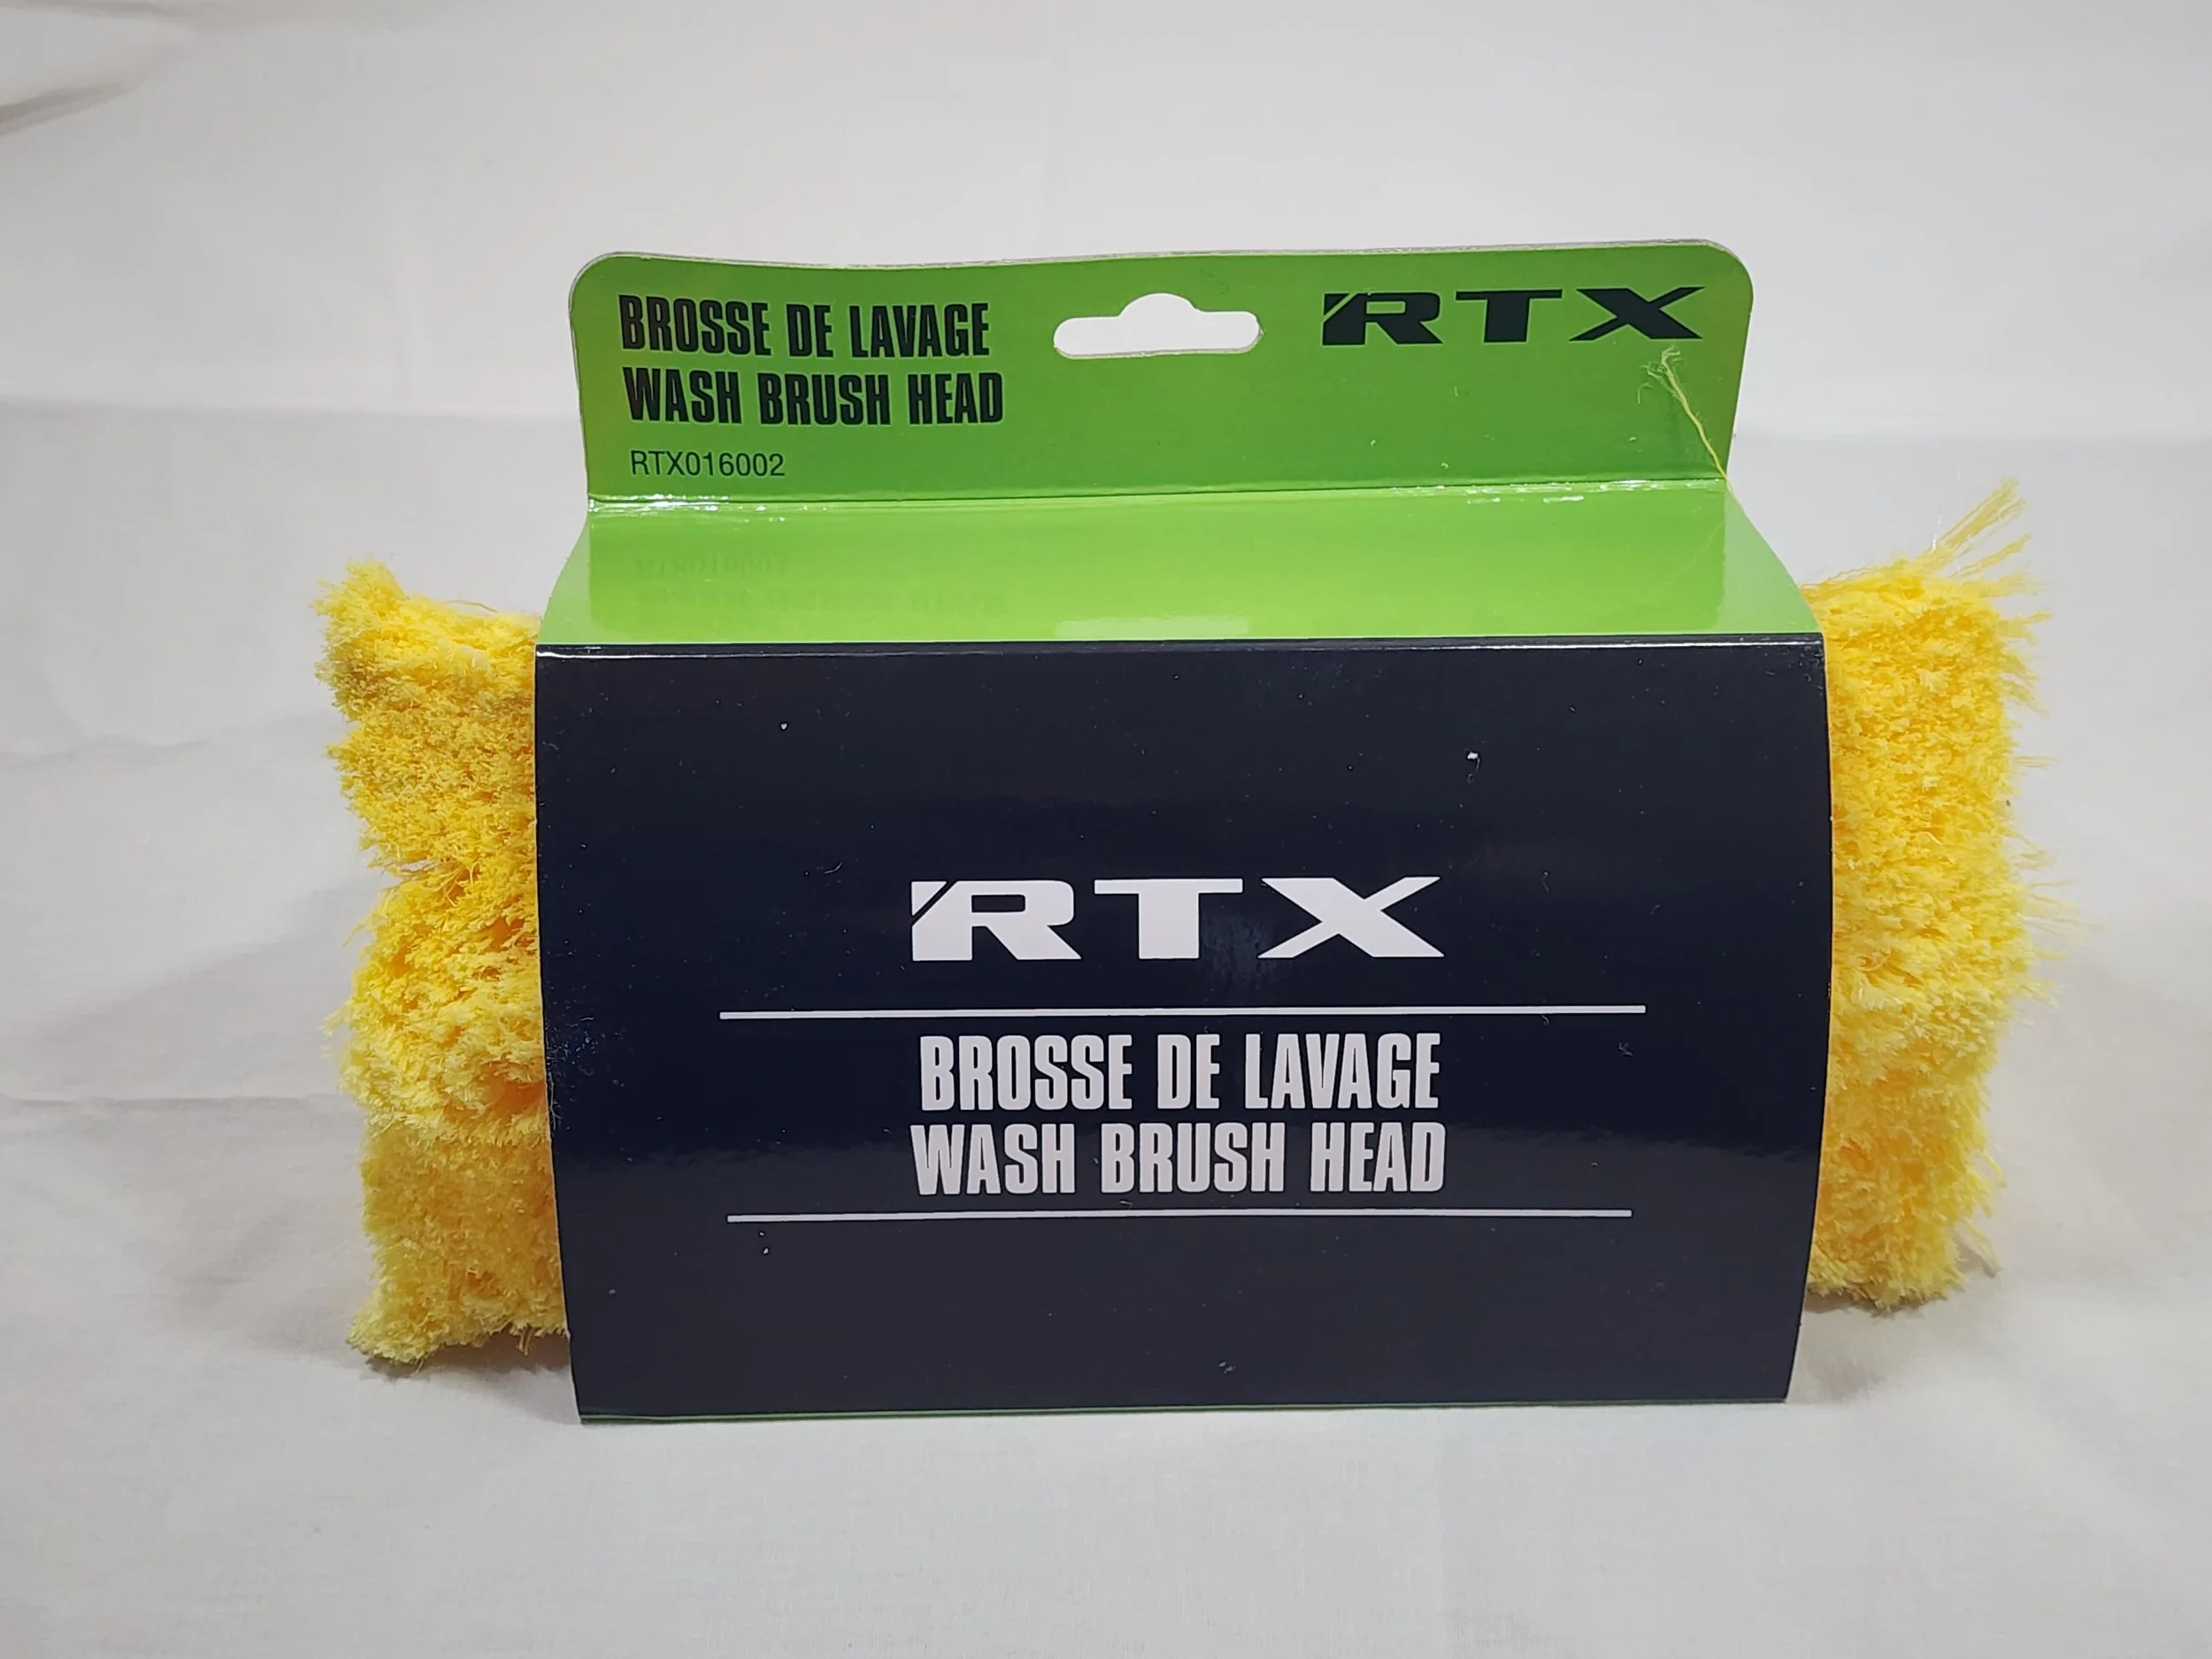 BROSSE DE LAVAGE
WASH BRUSH HEAD
RTX016002
RTX
RTX
BROSSE DE LAVAGE
WASH BRUSH HEAD